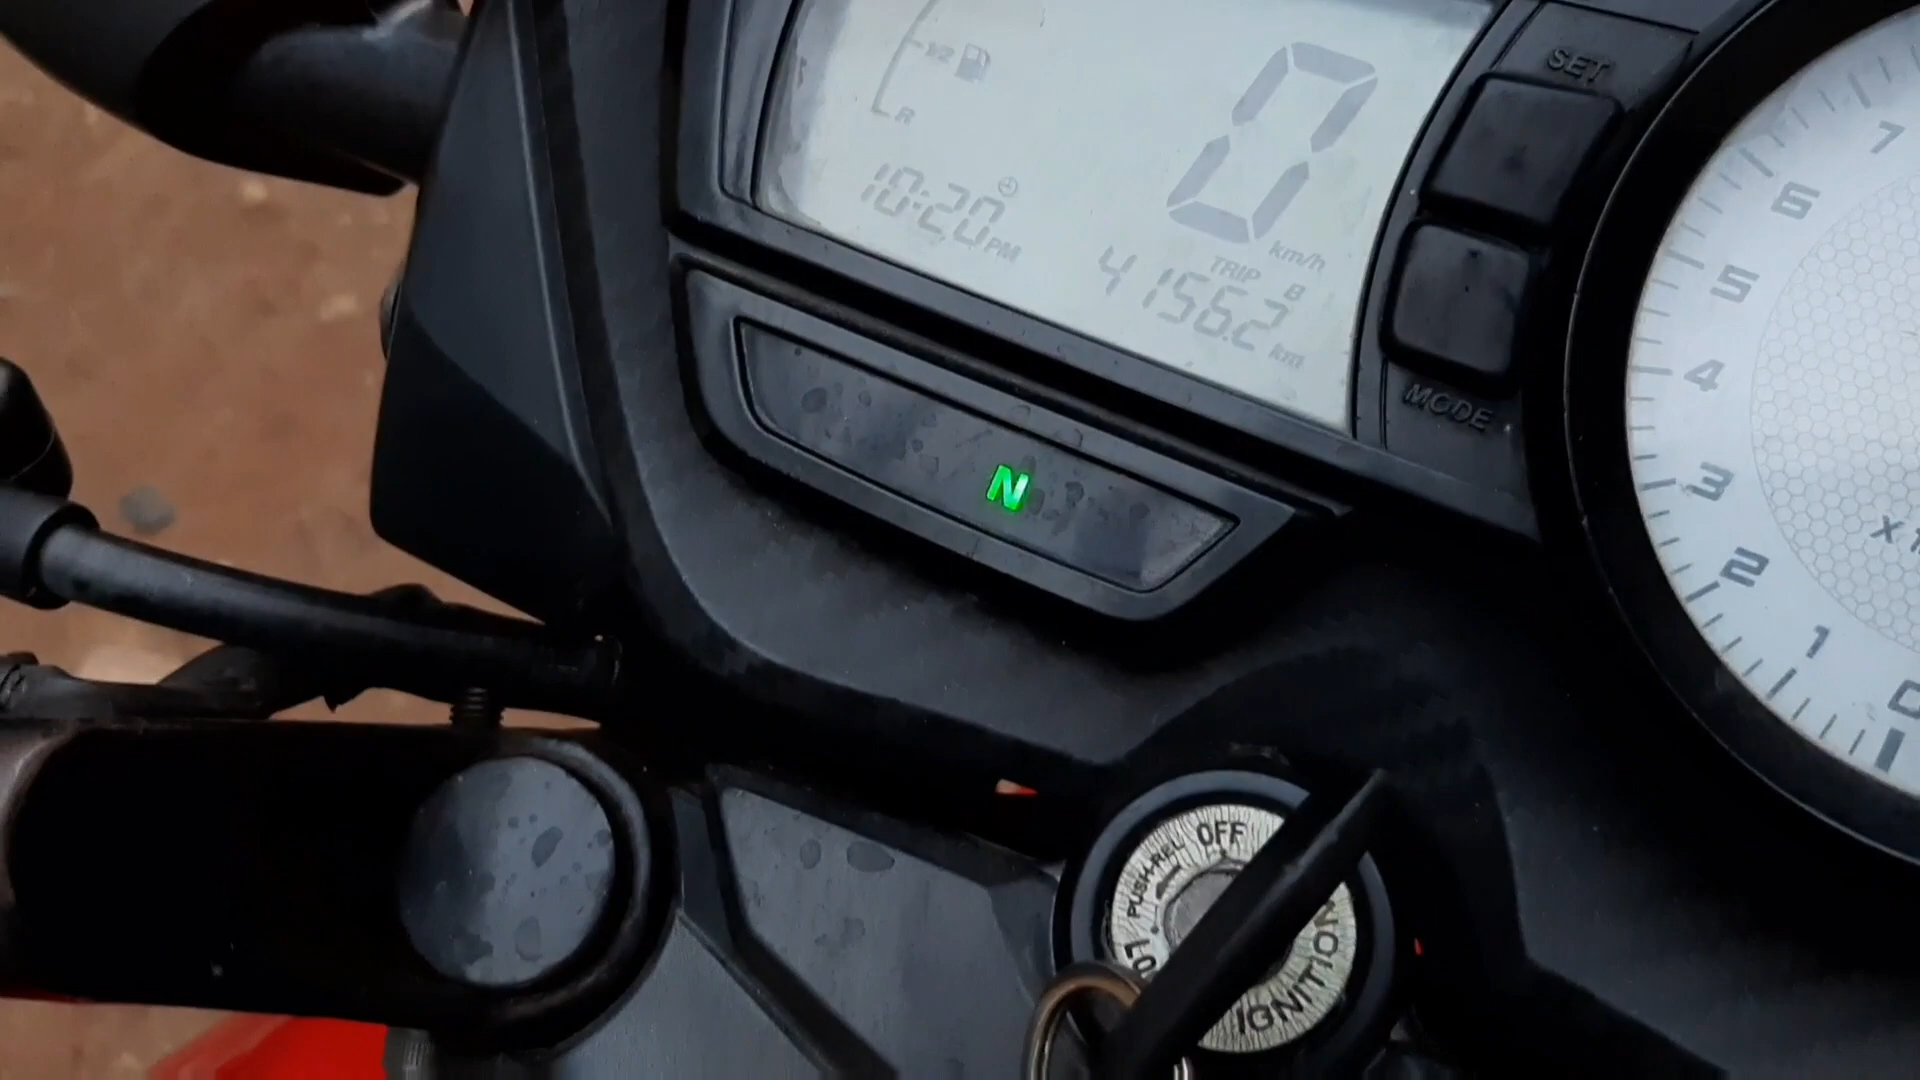 1/2
R
0
km/h
10:20 PM
TRIP B
4156.2 km
SET
MODE
N
7
6
5
4
3
2
1
0
OFF
PUSH-REL
IGNITION